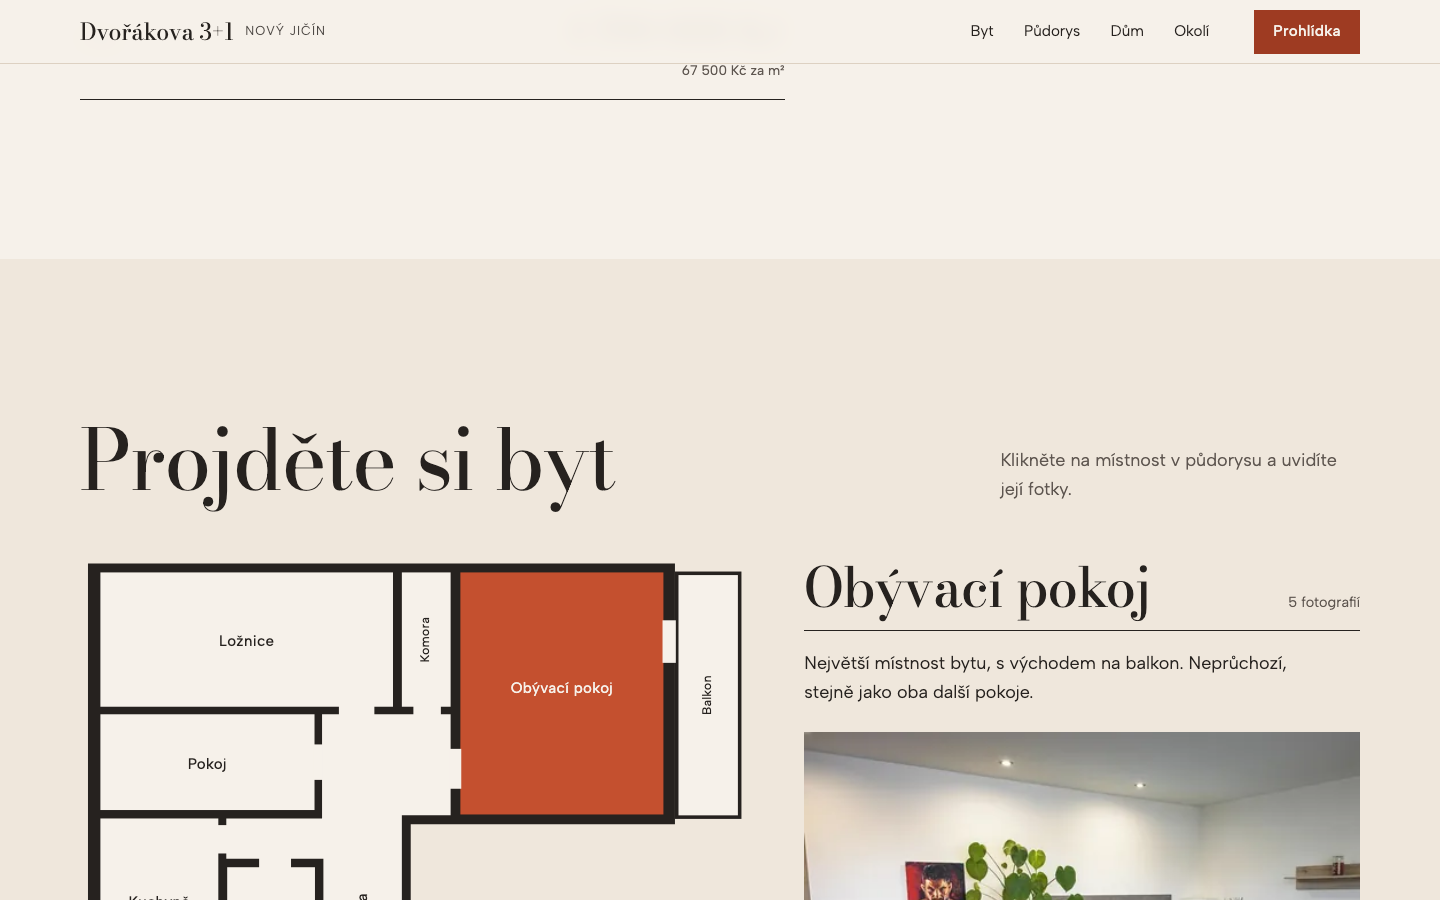 Dvořákova 3+1 NOVÝ JIČÍN
Byt Půdorys Dům Okolí Prohlídka
67 500 Kč za m²
Projděte si byt
Klikněte na místnost v půdorysu a uvidíte
její fotky.
Obývací pokoj
5 fotografií
Největší místnost bytu, s východem na balkon. Neprůchozí,
stejně jako oba další pokoje.
Ložnice
Komora
Obývací pokoj
Balkon
Pokoj